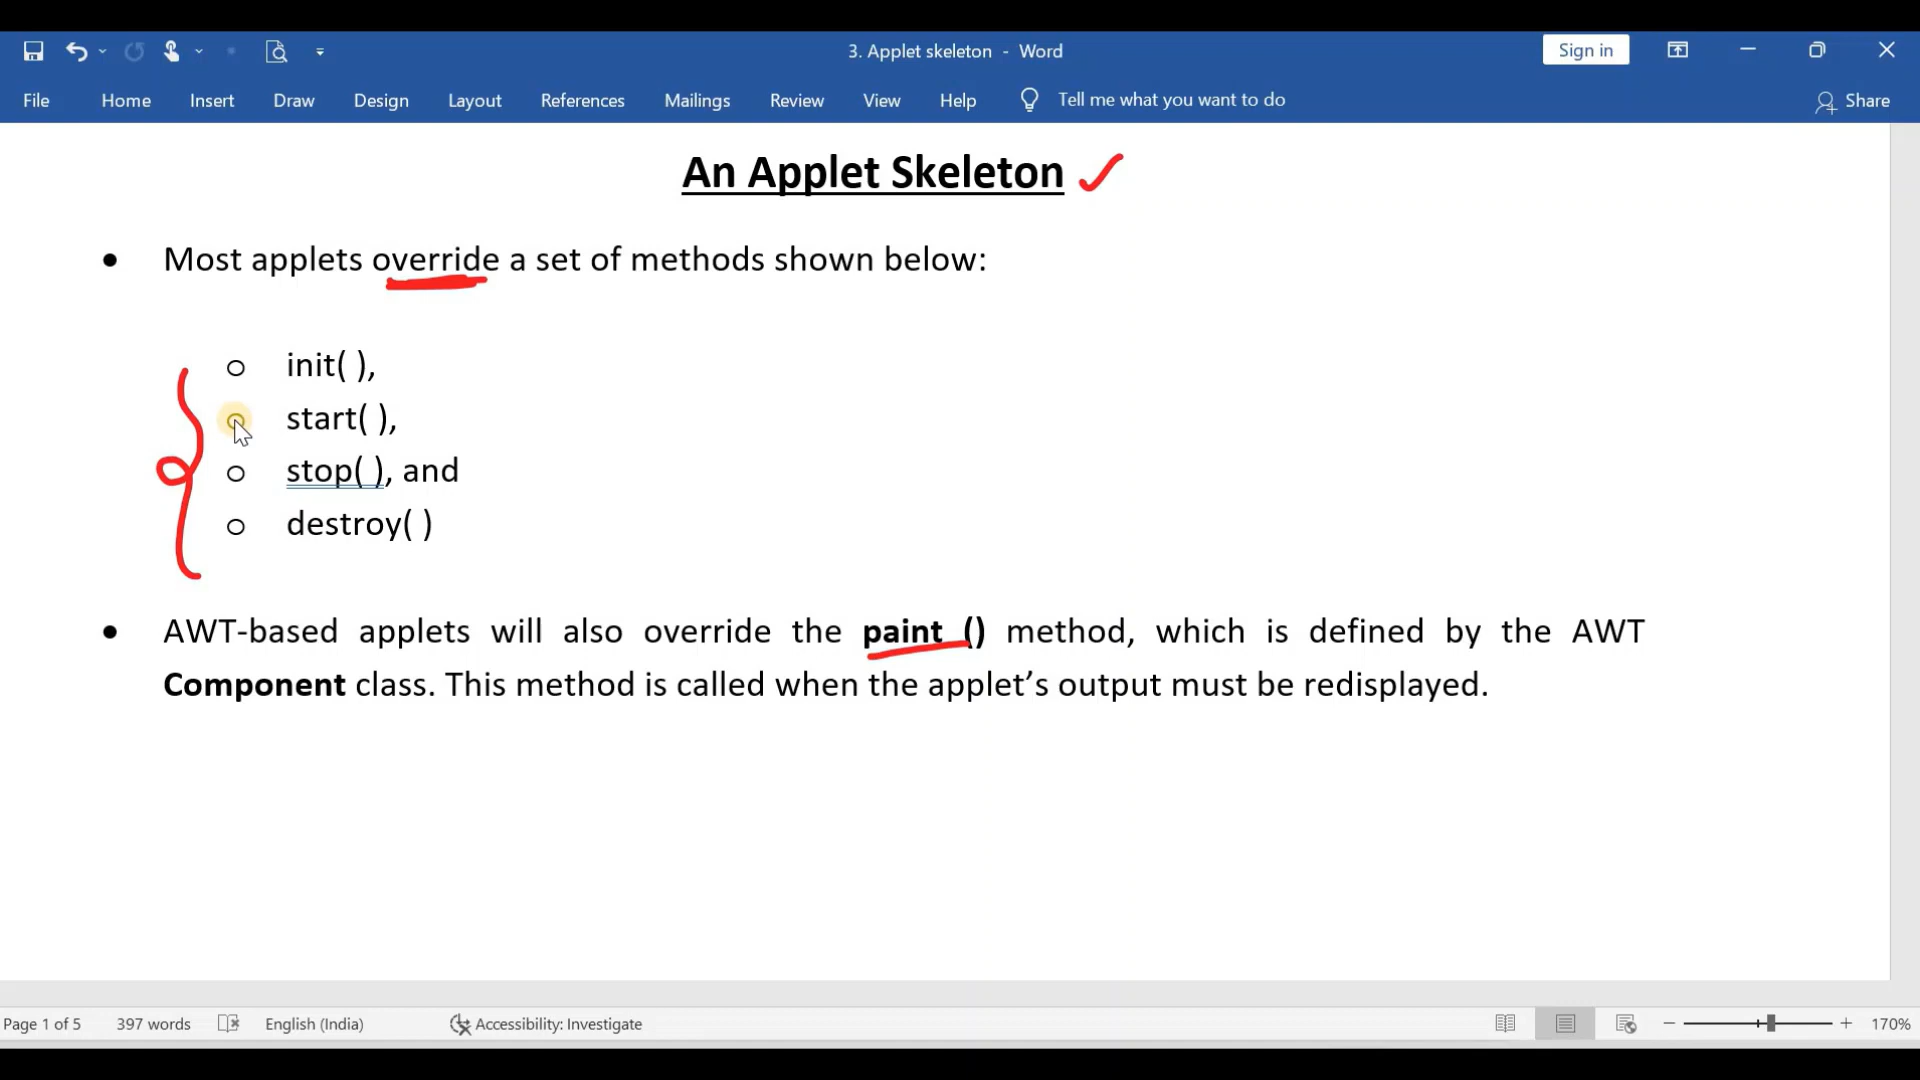 3. Applet skeleton - Word
Sign in
File Home Insert Draw Design Layout References Mailings Review View Help Tell me what you want to do Share
An Applet Skeleton
• Most applets override a set of methods shown below:
o init( ),
o start( ),
o stop( ), and
o destroy( )
• AWT-based applets will also override the paint () method, which is defined by the AWT
Component class. This method is called when the applet’s output must be redisplayed.
Page 1 of 5 397 words English (India) Accessibility: Investigate 170%